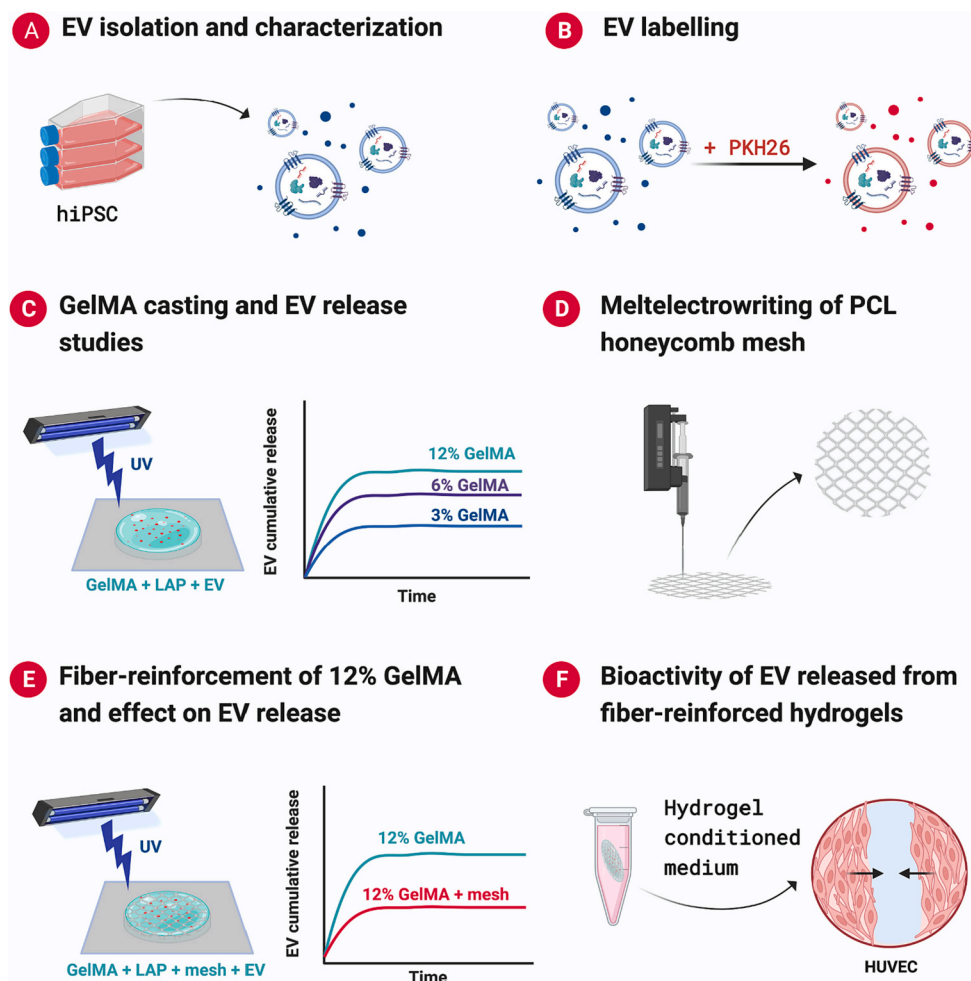 A EV isolation and characterization
hiPSC
B EV labelling
+ PKH26
C GelMA casting and EV release
studies
UV
GelMA + LAP + EV
EV cumulative release
12% GelMA
6% GelMA
3% GelMA
Time
D Meltelectrowriting of PCL
honeycomb mesh
E Fiber-reinforcement of 12% GelMA
and effect on EV release
UV
GelMA + LAP + mesh + EV
EV cumulative release
12% GelMA
12% GelMA + mesh
Time
F Bioactivity of EV released from
fiber-reinforced hydrogels
Hydrogel
conditioned
medium
HUVEC